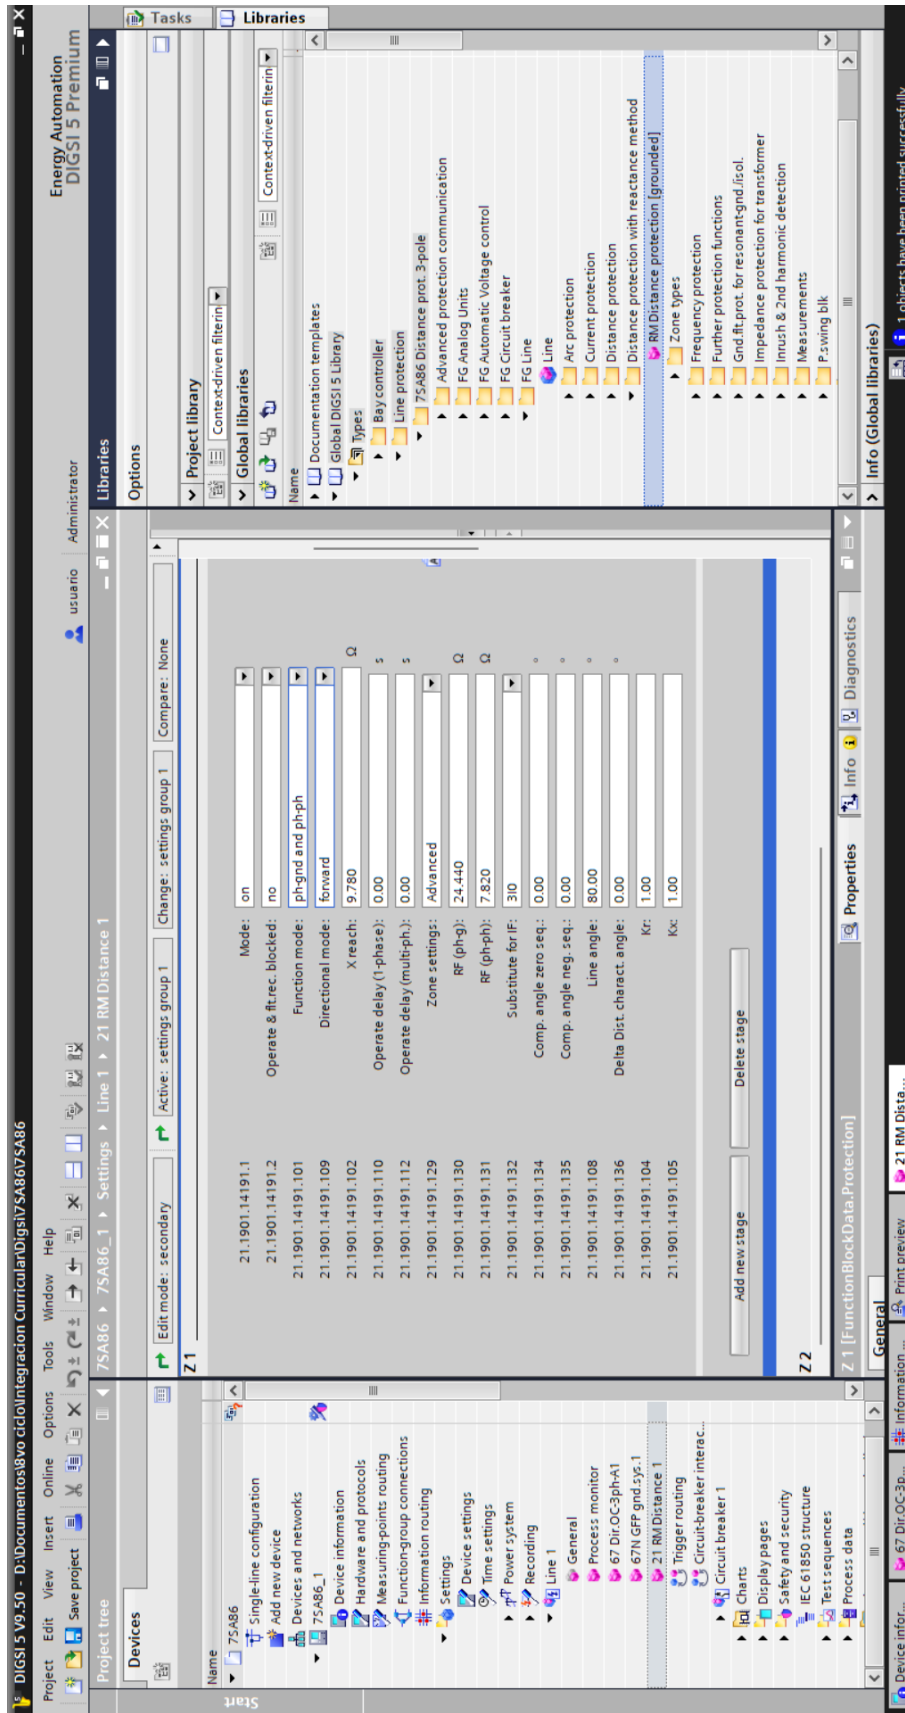 DIGSI 5 V9.50 - D:\Documentos\8vo ciclo\Integracion Curricular\Digsi\7SA86\7SA86
Project Edit View Insert Online Options Tools Window Help
Energy Automation
DIGSI 5 Premium
Save project
usuario Administrator
Project tree
Devices
Start
Name
7SA86
Single-line configuration
Add new device
Devices and networks
7SA86_1
Device information
Hardware and protocols
Measuring-points routing
Function-group connections
Information routing
Settings
Device settings
Time settings
Power system
Recording
Line 1
General
Process monitor
67 Dir.OC-3ph-A1
67N GFP gnd.sys.1
21 RM Distance 1
Trigger routing
Circuit-breaker interac...
Circuit breaker 1
Charts
Display pages
Safety and security
IEC 61850 structure
Test sequences
Process data
7SA86 ▸ 7SA86_1 ▸ Settings ▸ Line 1 ▸ 21 RM Distance 1
Edit mode: secondary Active: settings group 1 Change: settings group 1 Compare: None
Z 1
21.1901.14191.1 Mode: on
21.1901.14191.2 Operate & flt.rec. blocked: no
21.1901.14191.101 Function mode: ph-gnd and ph-ph
21.1901.14191.109 Directional mode: forward
21.1901.14191.102 X reach: 9.780 Ω
21.1901.14191.110 Operate delay (1-phase): 0.00 s
21.1901.14191.112 Operate delay (multi-ph.): 0.00 s
21.1901.14191.129 Zone settings: Advanced
21.1901.14191.130 RF (ph-g): 24.440 Ω
21.1901.14191.131 RF (ph-ph): 7.820 Ω
21.1901.14191.132 Substitute for IF: 3I0
21.1901.14191.134 Comp. angle zero seq.: 0.00 °
21.1901.14191.135 Comp. angle neg. seq.: 0.00 °
21.1901.14191.108 Line angle: 80.00 °
21.1901.14191.136 Delta Dist. charact. angle: 0.00 °
21.1901.14191.104 Kr: 1.00
21.1901.14191.105 Kx: 1.00
Add new stage Delete stage
Z 2
Z 1 [FunctionBlockData.Protection]
Properties Info Diagnostics
General
Libraries
Options
Project library
Context-driven filterin
Global libraries
Context-driven filterin
Name
Documentation templates
Global DIGSI 5 Library
Types
Bay controller
Line protection
7SA86 Distance prot. 3-pole
Advanced protection communication
FG Analog Units
FG Automatic Voltage control
FG Circuit breaker
FG Line
Line
Arc protection
Current protection
Distance protection
Distance protection with reactance method
RM Distance protection [grounded]
Zone types
Frequency protection
Further protection functions
Gnd.flt.prot. for resonant-gnd./isol.
Impedance protection for transformer
Inrush & 2nd harmonic detection
Measurements
P.swing blk
Info (Global libraries)
Tasks
Libraries
Device infor... 67 Dir.OC-3p... Information ... Print preview 21 RM Dista...
1 objects have been printed successfully